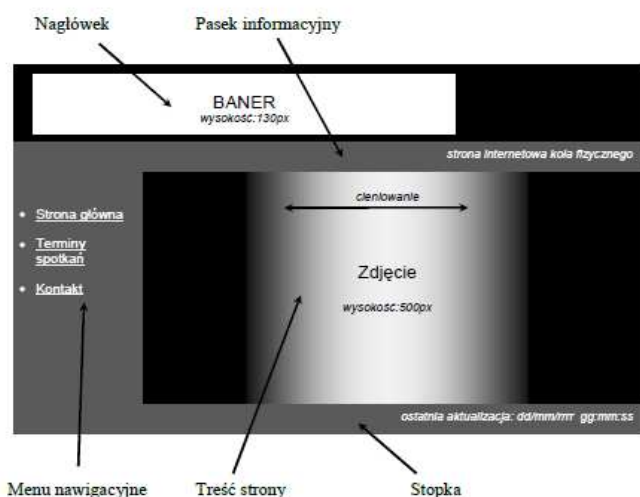 Nagłówek
Pasek informacyjny
BANER
wysokość:130px
strona internetowa koła fizycznego
cieniowanie
Strona główna
Terminy
spotkań
Kontakt
Zdjęcie
wysokość:500px
ostatnia aktualizacja: dd/mm/rrrr gg:mm:ss
Menu nawigacyjne
Treść strony
Stopka